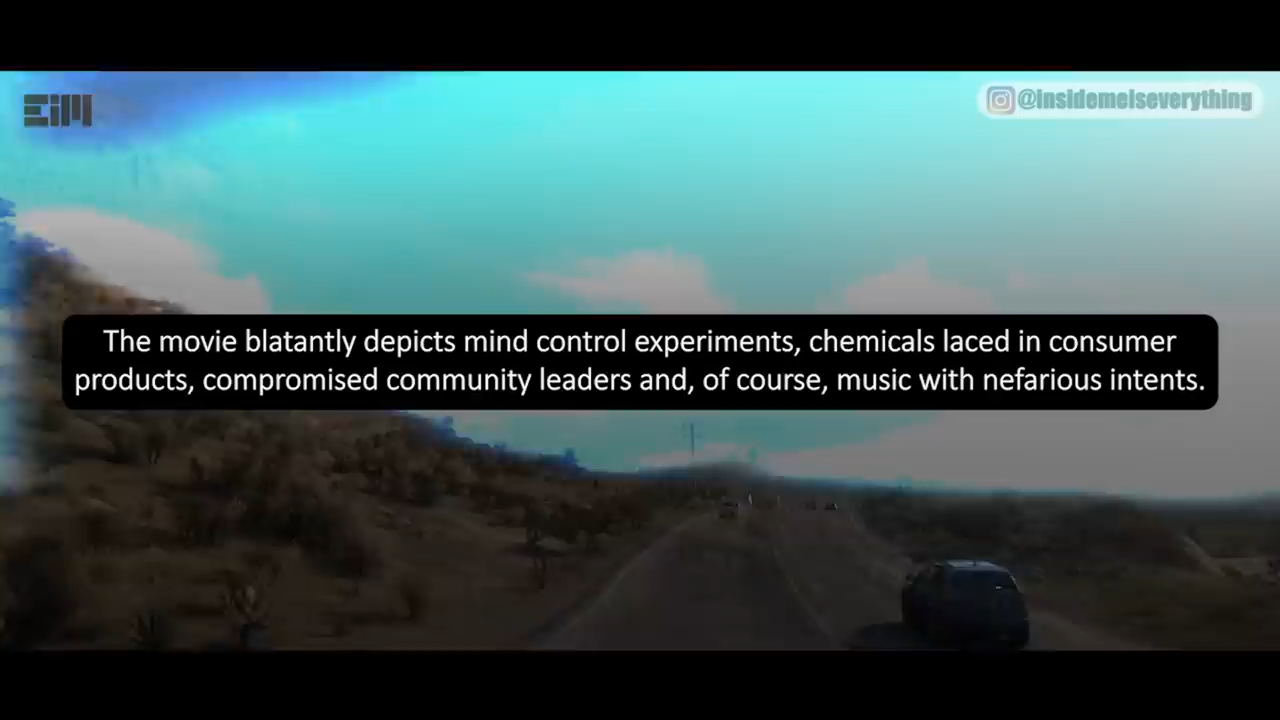 EiM
@insidemeiseverything
The movie blatantly depicts mind control experiments, chemicals laced in consumer
products, compromised community leaders and, of course, music with nefarious intents.